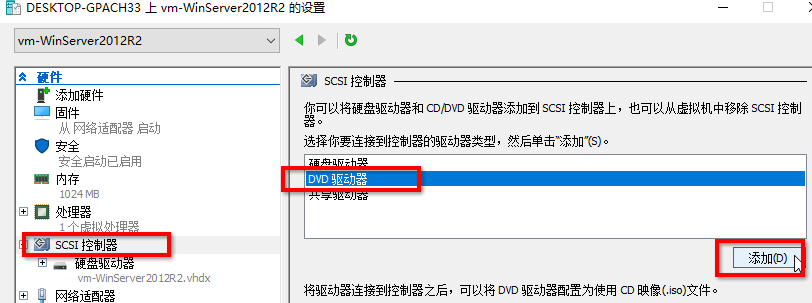 DESKTOP-GPACH33 上 vm-WinServer2012R2 的设置
vm-WinServer2012R2
硬件
添加硬件
固件
从 网络适配器 启动
安全
安全启动已启用
内存
1024 MB
处理器
1 个虚拟处理器
SCSI 控制器
硬盘驱动器
vm-WinServer2012R2.vhdx
网络适配器
SCSI 控制器
你可以将硬盘驱动器和 CD/DVD 驱动器添加到 SCSI 控制器上，也可以从虚拟机中移除 SCSI 控制
器。
选择你要连接到控制器的驱动器类型，然后单击“添加”(S)。
硬盘驱动器
DVD 驱动器
共享驱动器
添加(D)
将驱动器连接到控制器之后，可以将 DVD 驱动器配置为使用 CD 映像(.iso)文件。